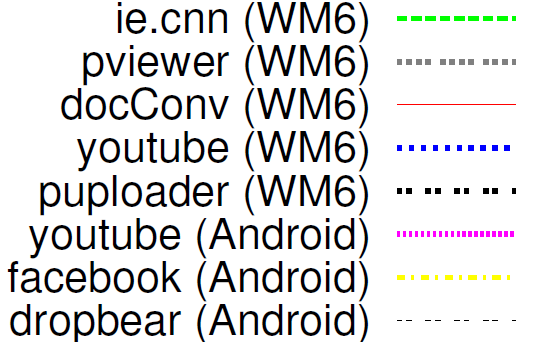 ie.cnn (WM6)
pviewer (WM6)
docConv (WM6)
youtube (WM6)
puploader (WM6)
youtube (Android)
facebook (Android)
dropbear (Android)